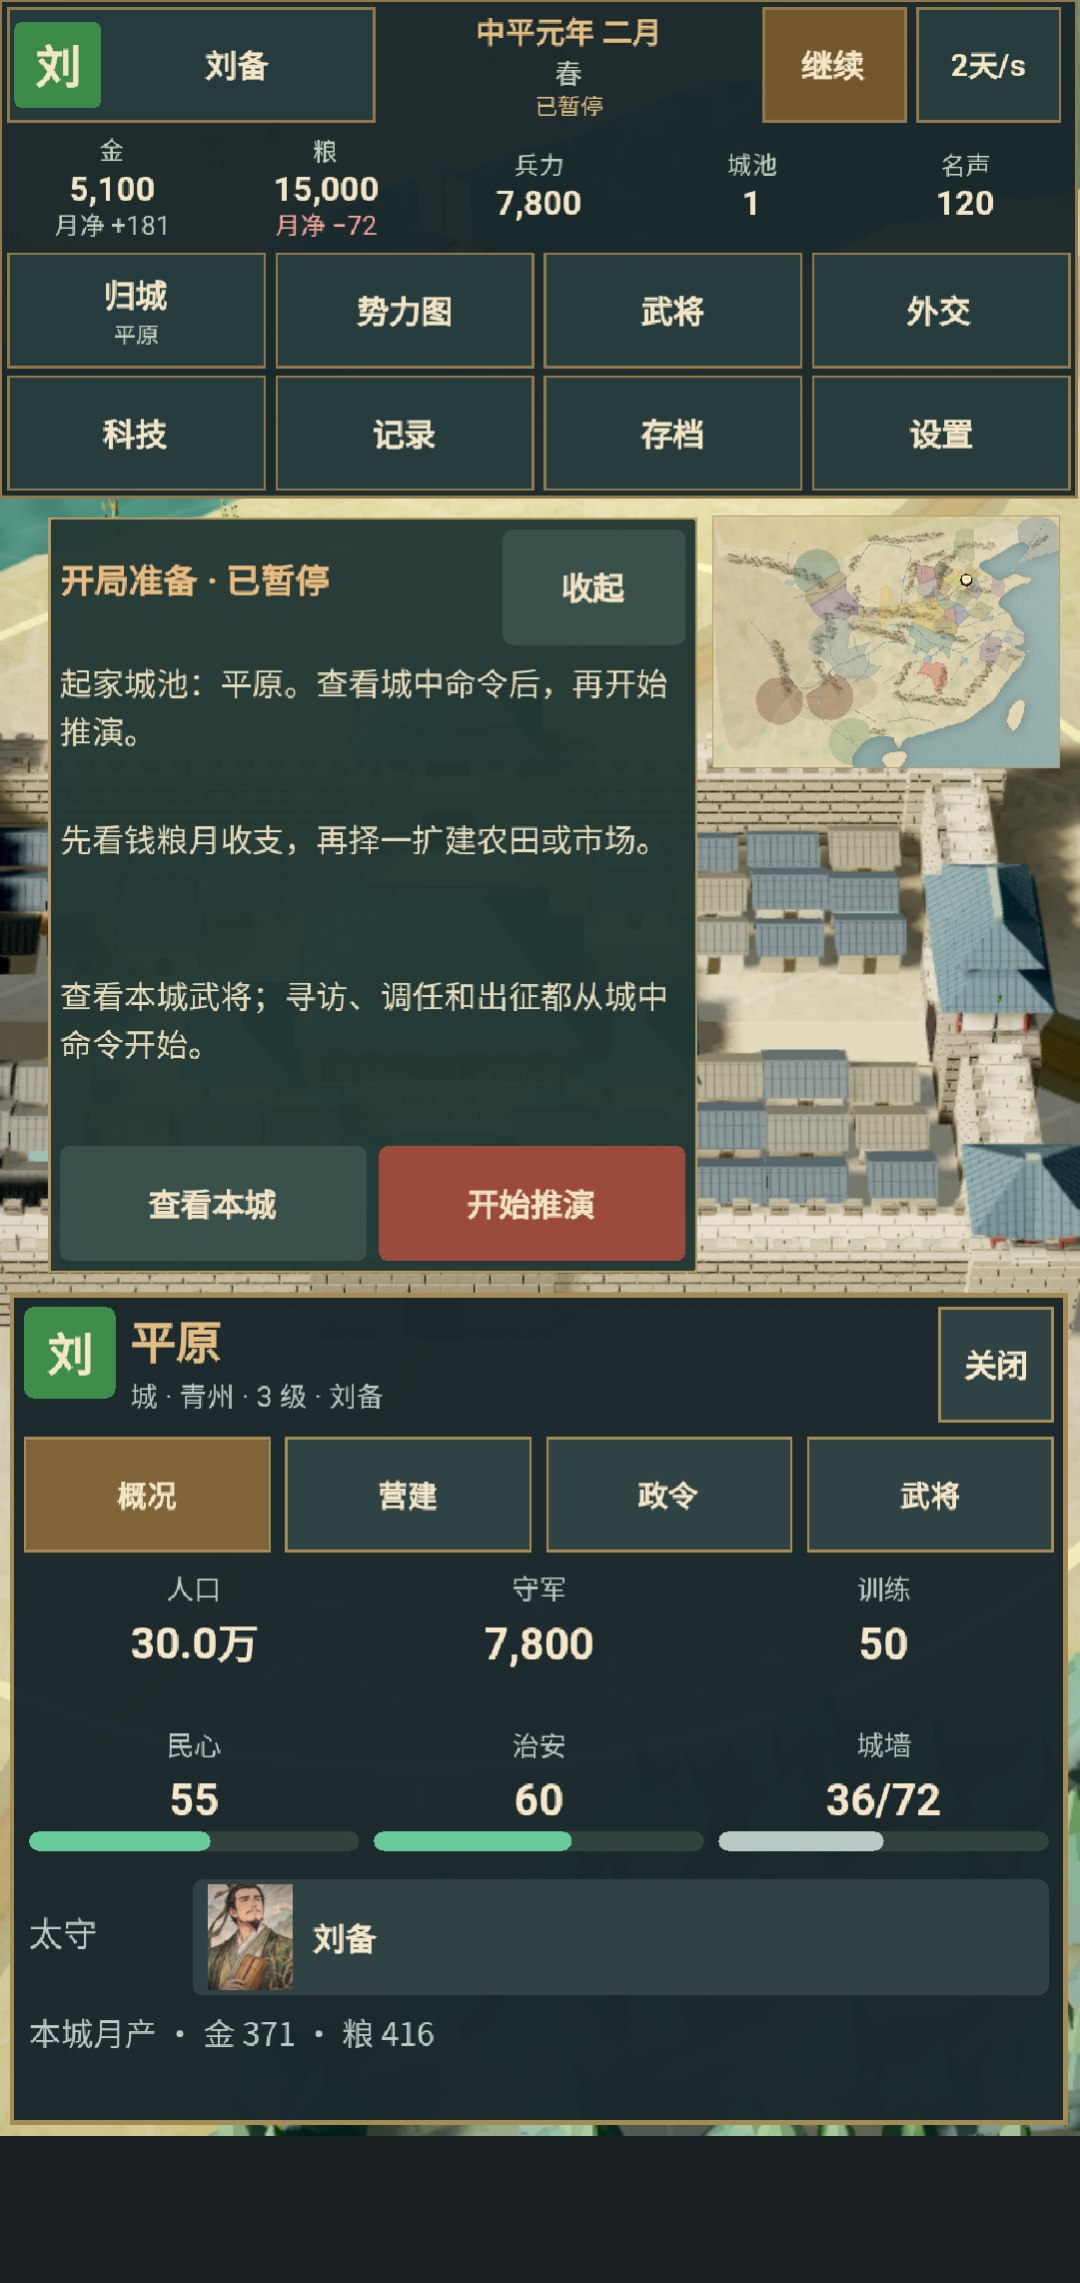 刘 刘备
中平元年 二月
春
已暂停
继续
2天/s
金
5,100
月净 +181
粮
15,000
月净 −72
兵力
7,800
城池
1
名声
120
归城
平原
势力图
武将
外交
科技
记录
存档
设置
开局准备 · 已暂停
收起
起家城池：平原。查看城中命令后，再开始
推演。
先看钱粮月收支，再择一扩建农田或市场。
查看本城武将；寻访、调任和出征都从城中
命令开始。
查看本城
开始推演
刘
平原
城 · 青州 · 3 级 · 刘备
关闭
概况
营建
政令
武将
人口
30.0万
守军
7,800
训练
50
民心
55
治安
60
城墙
36/72
太守
刘备
本城月产 · 金 371 · 粮 416